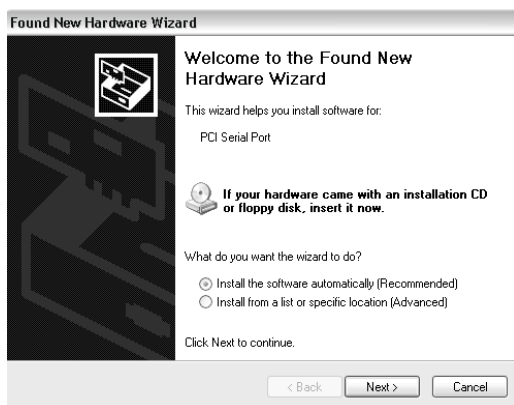 Found New Hardware Wizard
Welcome to the Found New
Hardware Wizard
This wizard helps you install software for:
PCI Serial Port
If your hardware came with an installation CD
or floppy disk, insert it now.
What do you want the wizard to do?
Install the software automatically (Recommended)
Install from a list or specific location (Advanced)
Click Next to continue.
< Back Next > Cancel